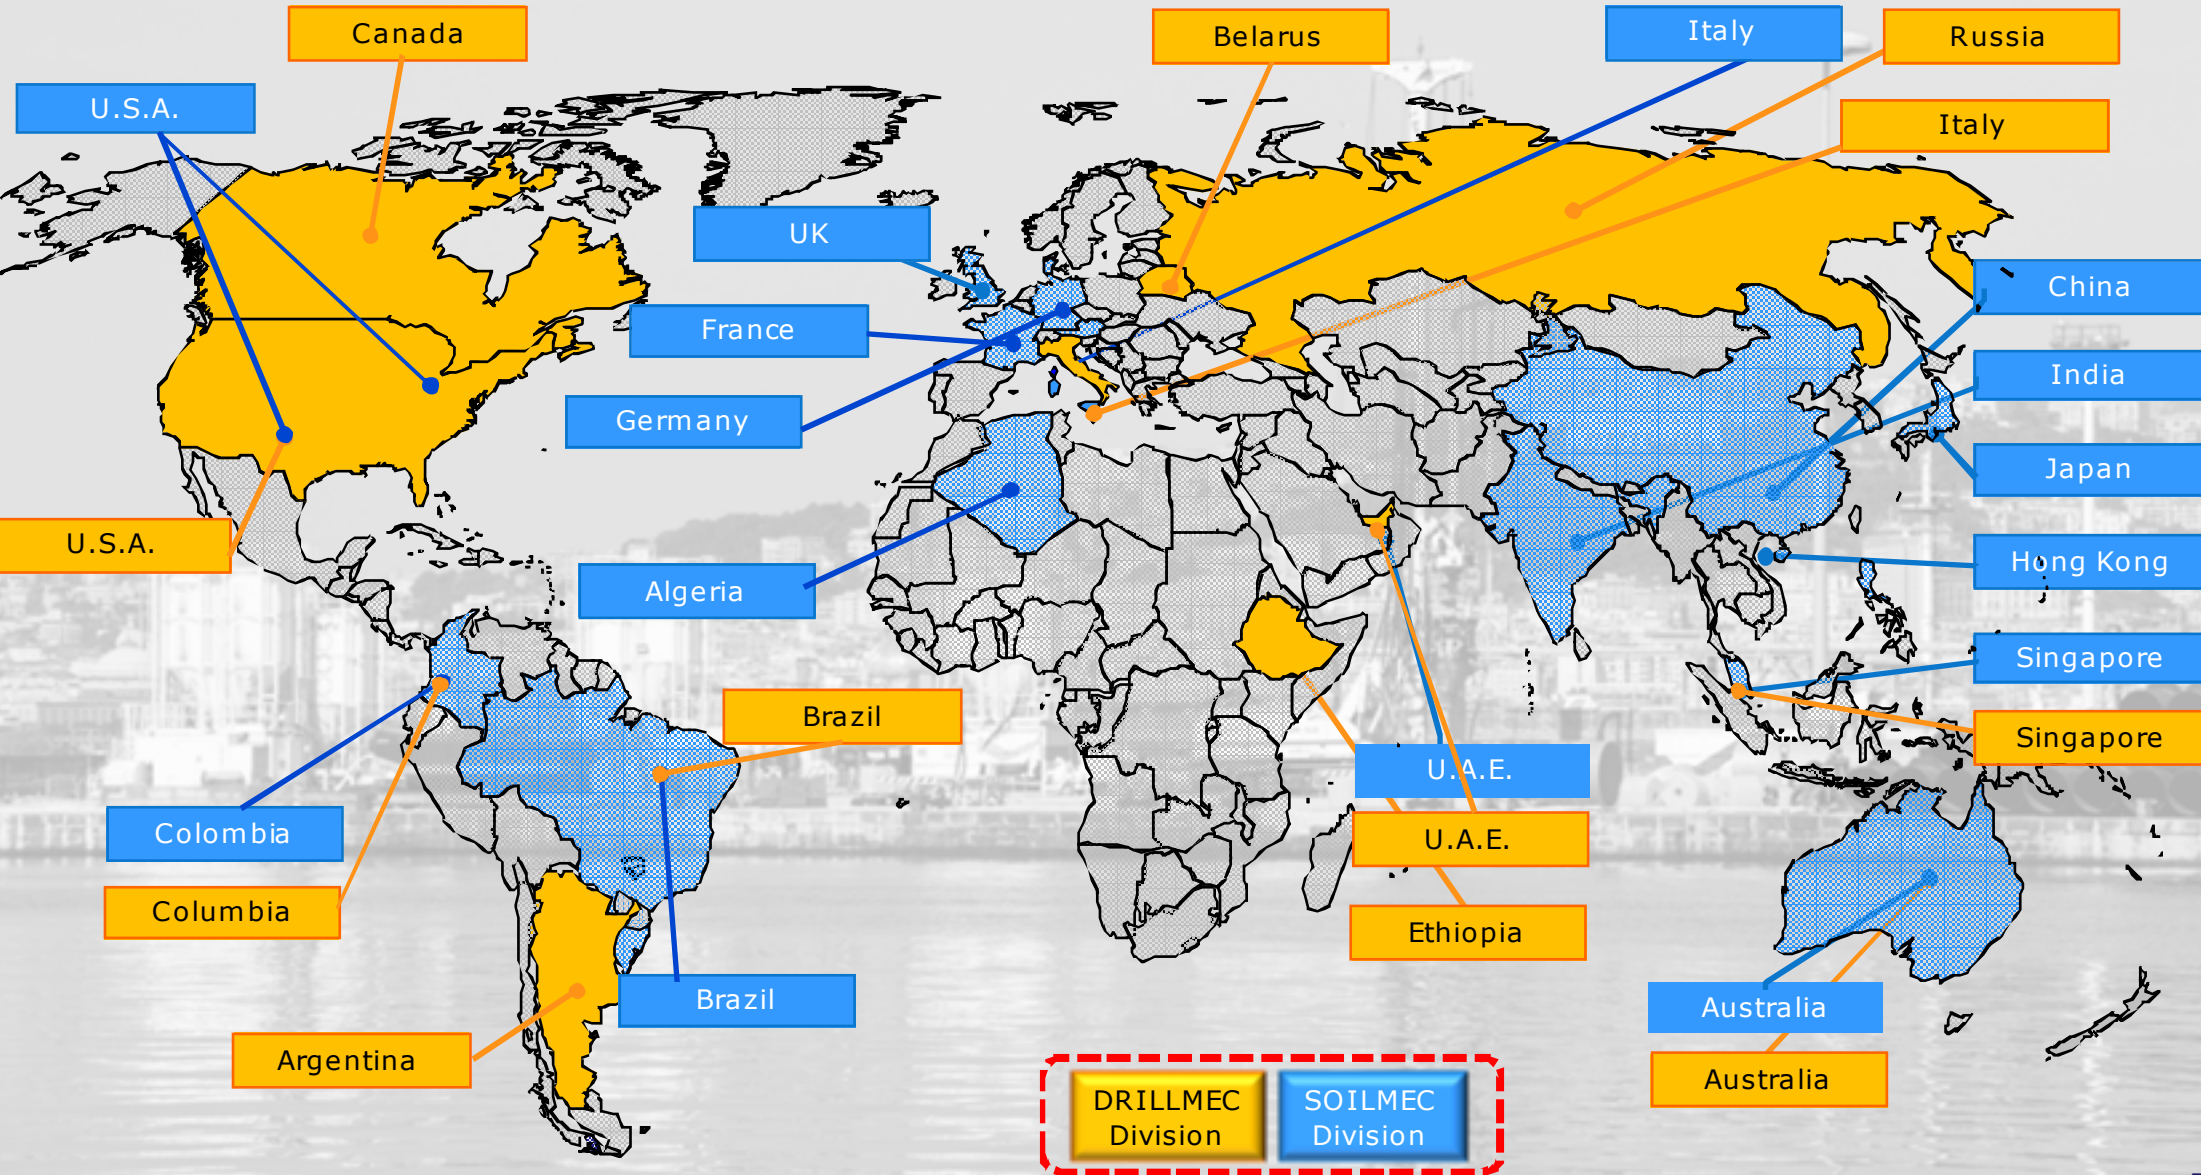 Canada
Belarus
Italy
Russia
U.S.A.
Italy
UK
China
France
India
Germany
Japan
U.S.A.
Hong Kong
Algeria
Singapore
Brazil
Singapore
U.A.E.
Colombia
U.A.E.
Columbia
Ethiopia
Brazil
Australia
Argentina
Australia
DRILLMEC
Division
SOILMEC
Division